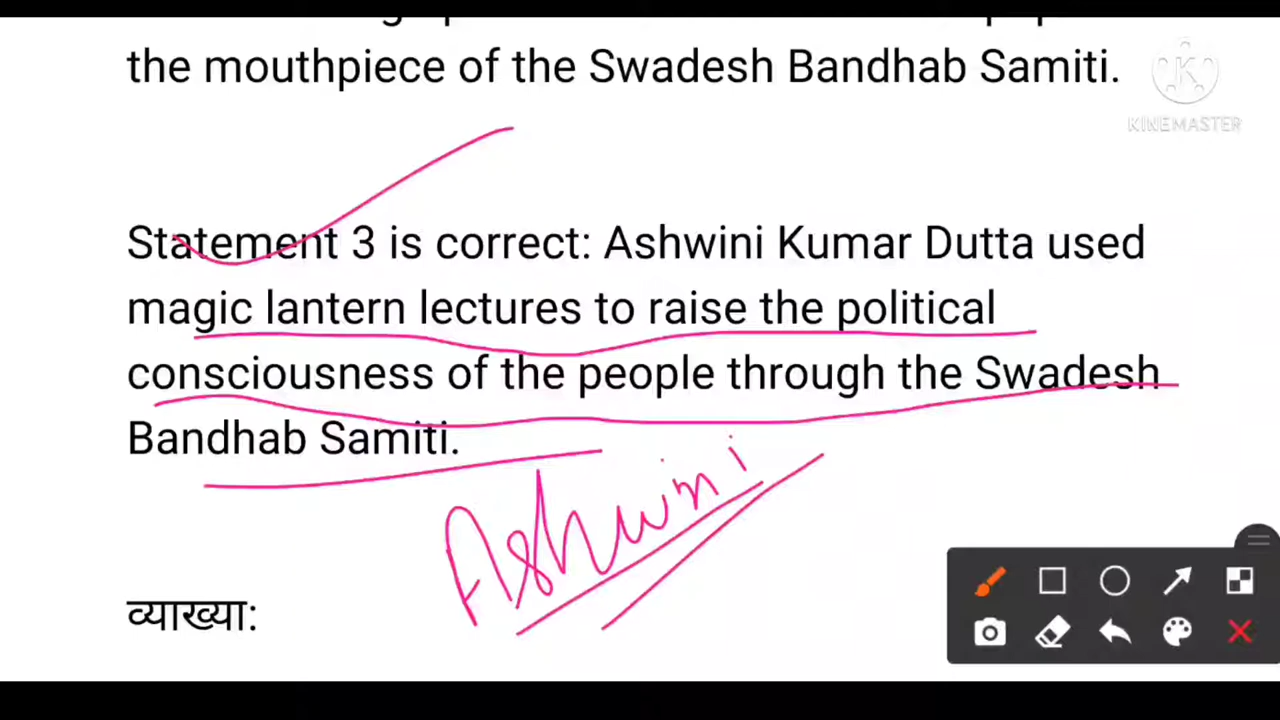 the mouthpiece of the Swadesh Bandhab Samiti.
KINEMASTER
Statement 3 is correct: Ashwini Kumar Dutta used
magic lantern lectures to raise the political
consciousness of the people through the Swadesh
Bandhab Samiti.
Ashwini
व्याख्या: